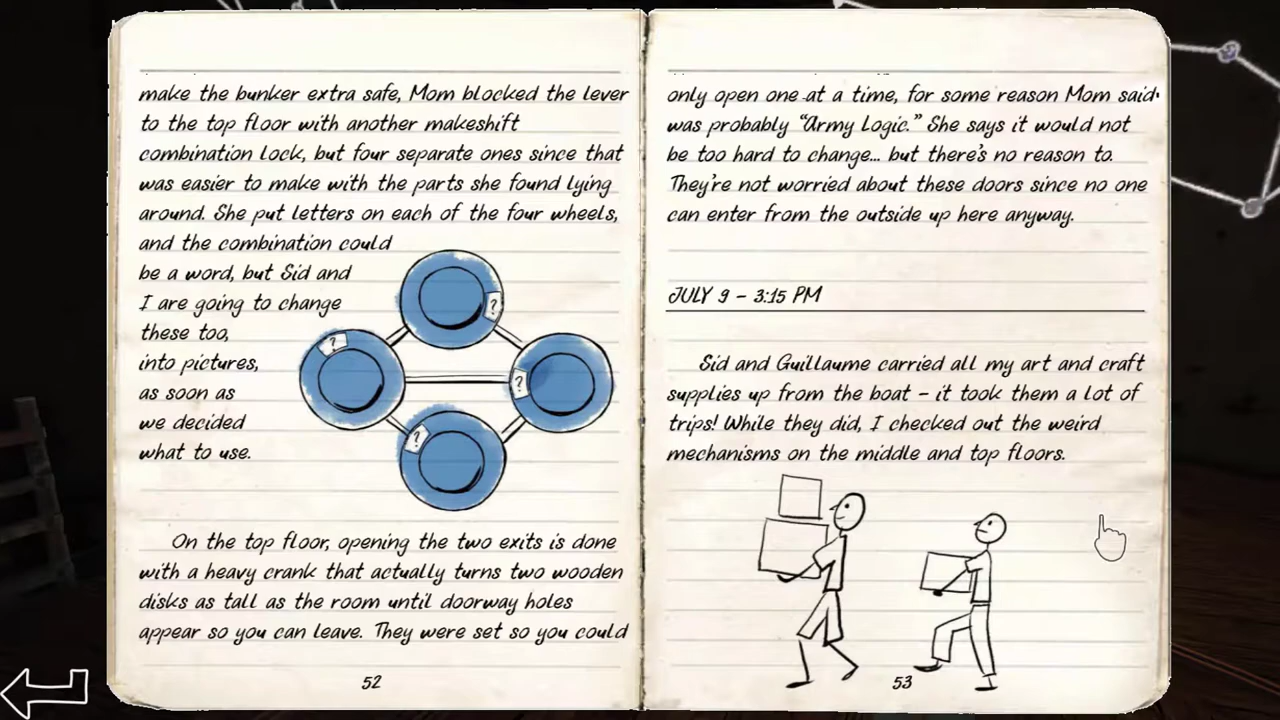 make the bunker extra safe, Mom blocked the lever
to the top floor with another makeshift
combination lock, but four separate ones since that
was easier to make with the parts she found lying
around. She put letters on each of the four wheels,
and the combination could
be a word, but Sid and
I are going to change
these too,
into pictures,
as soon as
we decided
what to use.
?
?
?
?
On the top floor, opening the two exits is done
with a heavy crank that actually turns two wooden
disks as tall as the room until doorway holes
appear so you can leave. They were set so you could
52
only open one at a time, for some reason Mom said
was probably “Army Logic.” She says it would not
be too hard to change... but there's no reason to.
They're not worried about these doors since no one
can enter from the outside up here anyway.
JULY 9 - 3:15 PM
Sid and Guillaume carried all my art and craft
supplies up from the boat - it took them a lot of
trips! While they did, I checked out the weird
mechanisms on the middle and top floors.
53